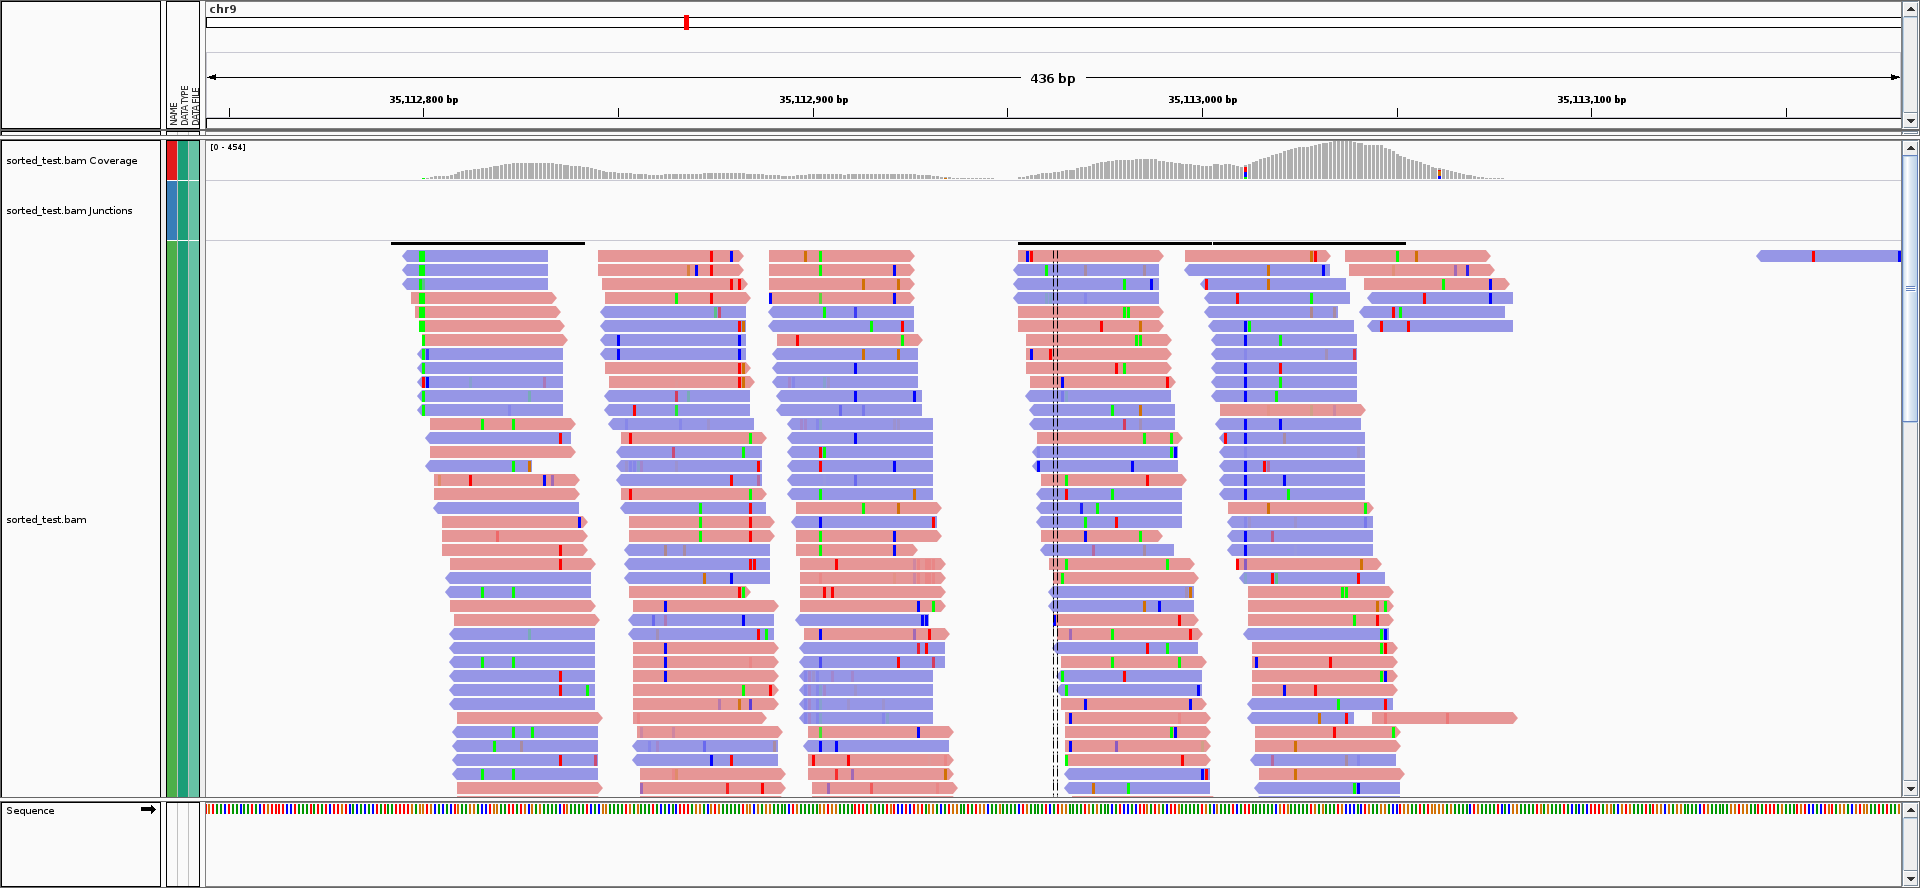 chr9
436 bp
35,112,800 bp 35,112,900 bp 35,113,000 bp 35,113,100 bp
NAME
DATA TYPE
DATA FILE
sorted_test.bam Coverage
[0 - 454]
sorted_test.bam Junctions
sorted_test.bam
Sequence